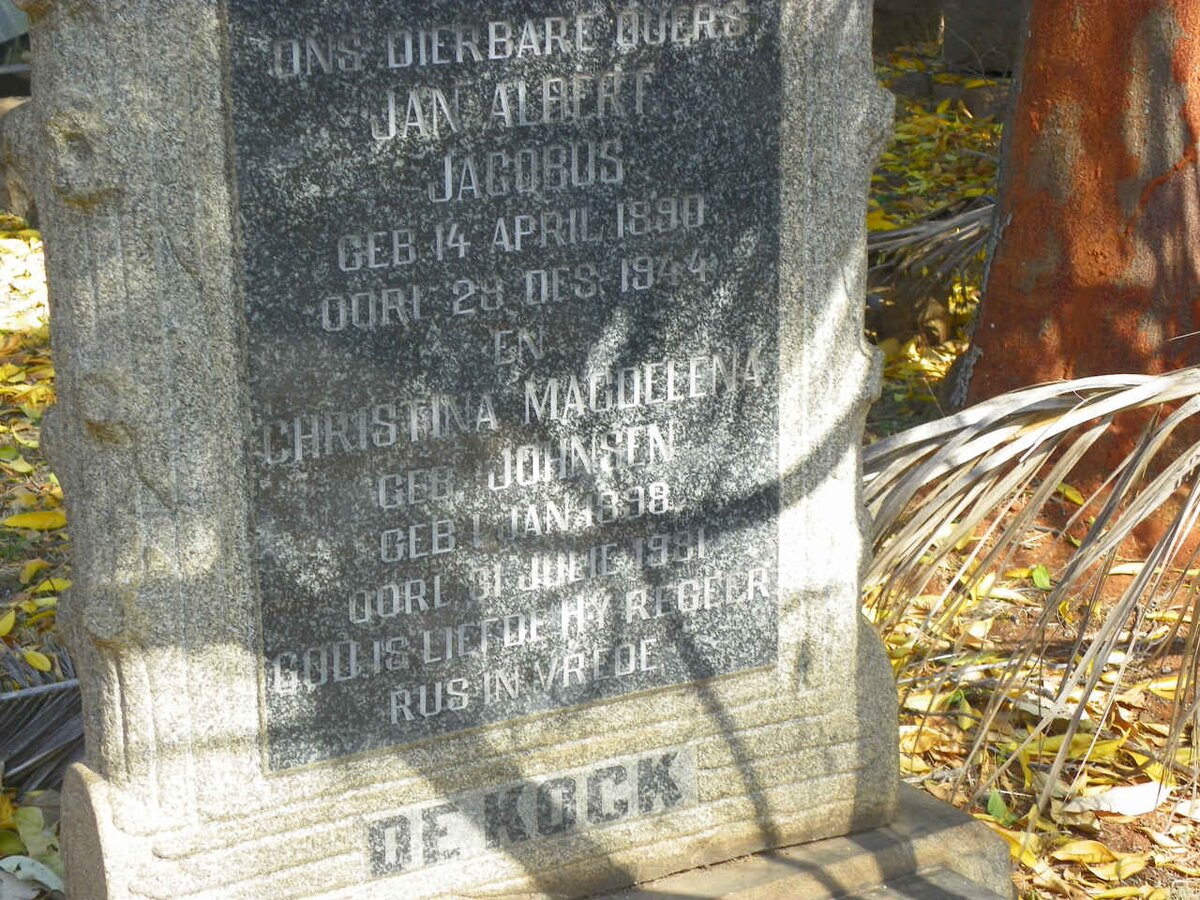 ONS DIERBARE OUERS
JAN ALBERT
JACOBUS
GEB 14 APRIL 1890
OORL 28 DES. 1944
EN
CHRISTINA MAGDELENA
GEB. JOHNSEN
GEB 1 JAN. 1898
OORL 31 JULIE 1981
GOD IS LIEFDE HY REGEER
RUS IN VREDE
DE KOCK